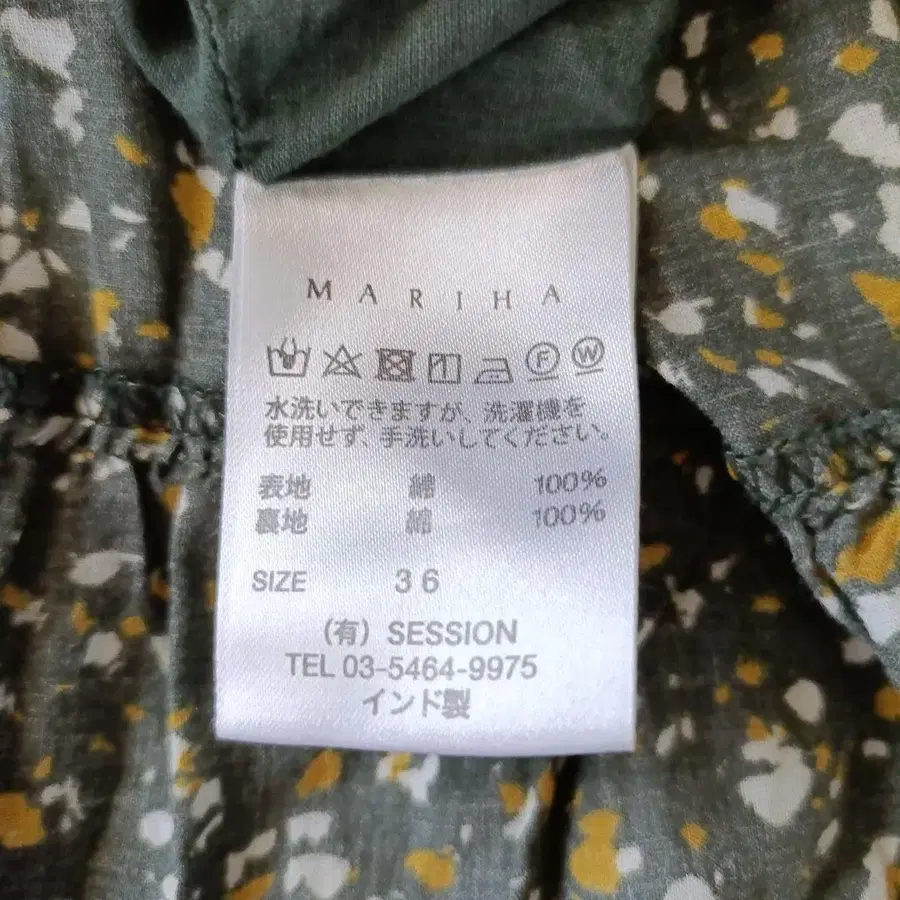 MARIHA
F W
水洗いできますが、洗濯機を
使用せず、手洗いしてください。
表地 綿 100%
裏地 綿 100%
SIZE 36
(有) SESSION
TEL 03-5464-9975
インド製